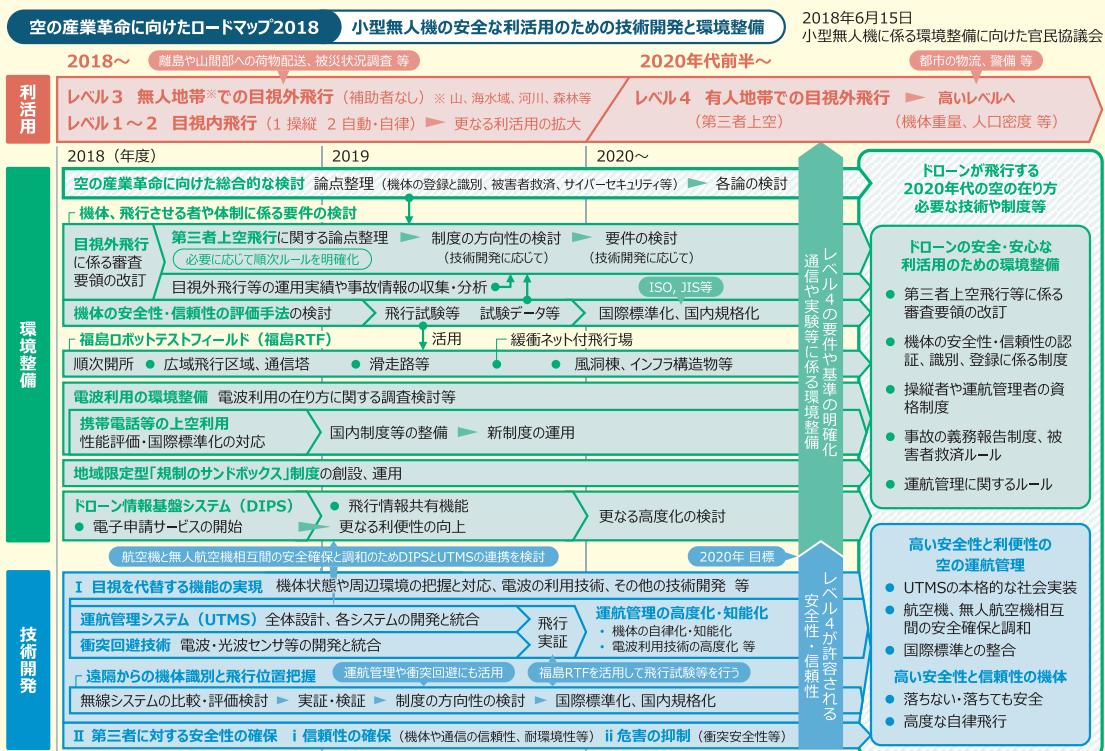 空の産業革命に向けたロードマップ2018
小型無人機の安全な利活用のための技術開発と環境整備
2018年6月15日
小型無人機に係る環境整備に向けた官民協議会
利活用
2018～
離島や山間部への荷物配送、被災状況調査 等
2020年代前半～
都市の物流、警備 等
レベル3 無人地帯※での目視外飛行（補助者なし）※ 山、海水域、河川、森林等
レベル1～2 目視内飛行（1 操縦 2 自動・自律） 更なる利活用の拡大
レベル4 有人地帯での目視外飛行
（第三者上空）
高いレベルへ
（機体重量、人口密度 等）
2018（年度）
2019
2020～
環境整備
空の産業革命に向けた総合的な検討 論点整理（機体の登録と識別、被害者救済、サイバーセキュリティ等） 各論の検討
機体、飛行させる者や体制に係る要件の検討
目視外飛行
に係る審査
要領の改訂
第三者上空飛行に関する論点整理
必要に応じて順次ルールを明確化
制度の方向性の検討
（技術開発に応じて）
要件の検討
（技術開発に応じて）
目視外飛行等の運用実績や事故情報の収集・分析
ISO, JIS等
機体の安全性・信頼性の評価手法の検討
飛行試験等 試験データ等
国際標準化、国内規格化
福島ロボットテストフィールド（福島RTF）
活用
緩衝ネット付飛行場
順次開所 ● 広域飛行区域、通信塔 ● 滑走路等 ● 風洞棟、インフラ構造物等
電波利用の環境整備 電波利用の在り方に関する調査検討等
携帯電話等の上空利用
性能評価・国際標準化の対応
国内制度等の整備 新制度の運用
地域限定型「規制のサンドボックス」制度の創設、運用
ドローン情報基盤システム（DIPS）
● 電子申請サービスの開始
● 飛行情報共有機能
更なる利便性の向上
更なる高度化の検討
レベル4の要件や基準の明確化
通信や実験等に係る環境整備
ドローンが飛行する
2020年代の空の在り方
必要な技術や制度等
ドローンの安全・安心な
利活用のための環境整備
● 第三者上空飛行等に係る
審査要領の改訂
● 機体の安全性・信頼性の認
証、識別、登録に係る制度
● 操縦者や運航管理者の資
格制度
● 事故の義務報告制度、被
害者救済ルール
● 運航管理に関するルール
航空機と無人航空機相互間の安全確保と調和のためDIPSとUTMSの連携を検討
2020年 目標
技術開発
Ⅰ 目視を代替する機能の実現 機体状態や周辺環境の把握と対応、電波の利用技術、その他の技術開発 等
運航管理システム（UTMS）全体設計、各システムの開発と統合
衝突回避技術 電波・光波センサ等の開発と統合
飛行
実証
運航管理の高度化・知能化
・ 機体の自律化・知能化
・ 電波利用技術の高度化 等
遠隔からの機体識別と飛行位置把握
運航管理や衝突回避にも活用
福島RTFを活用して飛行試験等を行う
無線システムの比較・評価検討 実証・検証 制度の方向性の検討 国際標準化、国内規格化
Ⅱ 第三者に対する安全性の確保 ⅰ 信頼性の確保（機体や通信の信頼性、耐環境性等） ⅱ 危害の抑制（衝突安全性等）
レベル4が許容される
安全性・信頼性
高い安全性と利便性の
空の運航管理
● UTMSの本格的な社会実装
● 航空機、無人航空機相互
間の安全確保と調和
● 国際標準との整合
高い安全性と信頼性の機体
● 落ちない・落ちても安全
● 高度な自律飛行